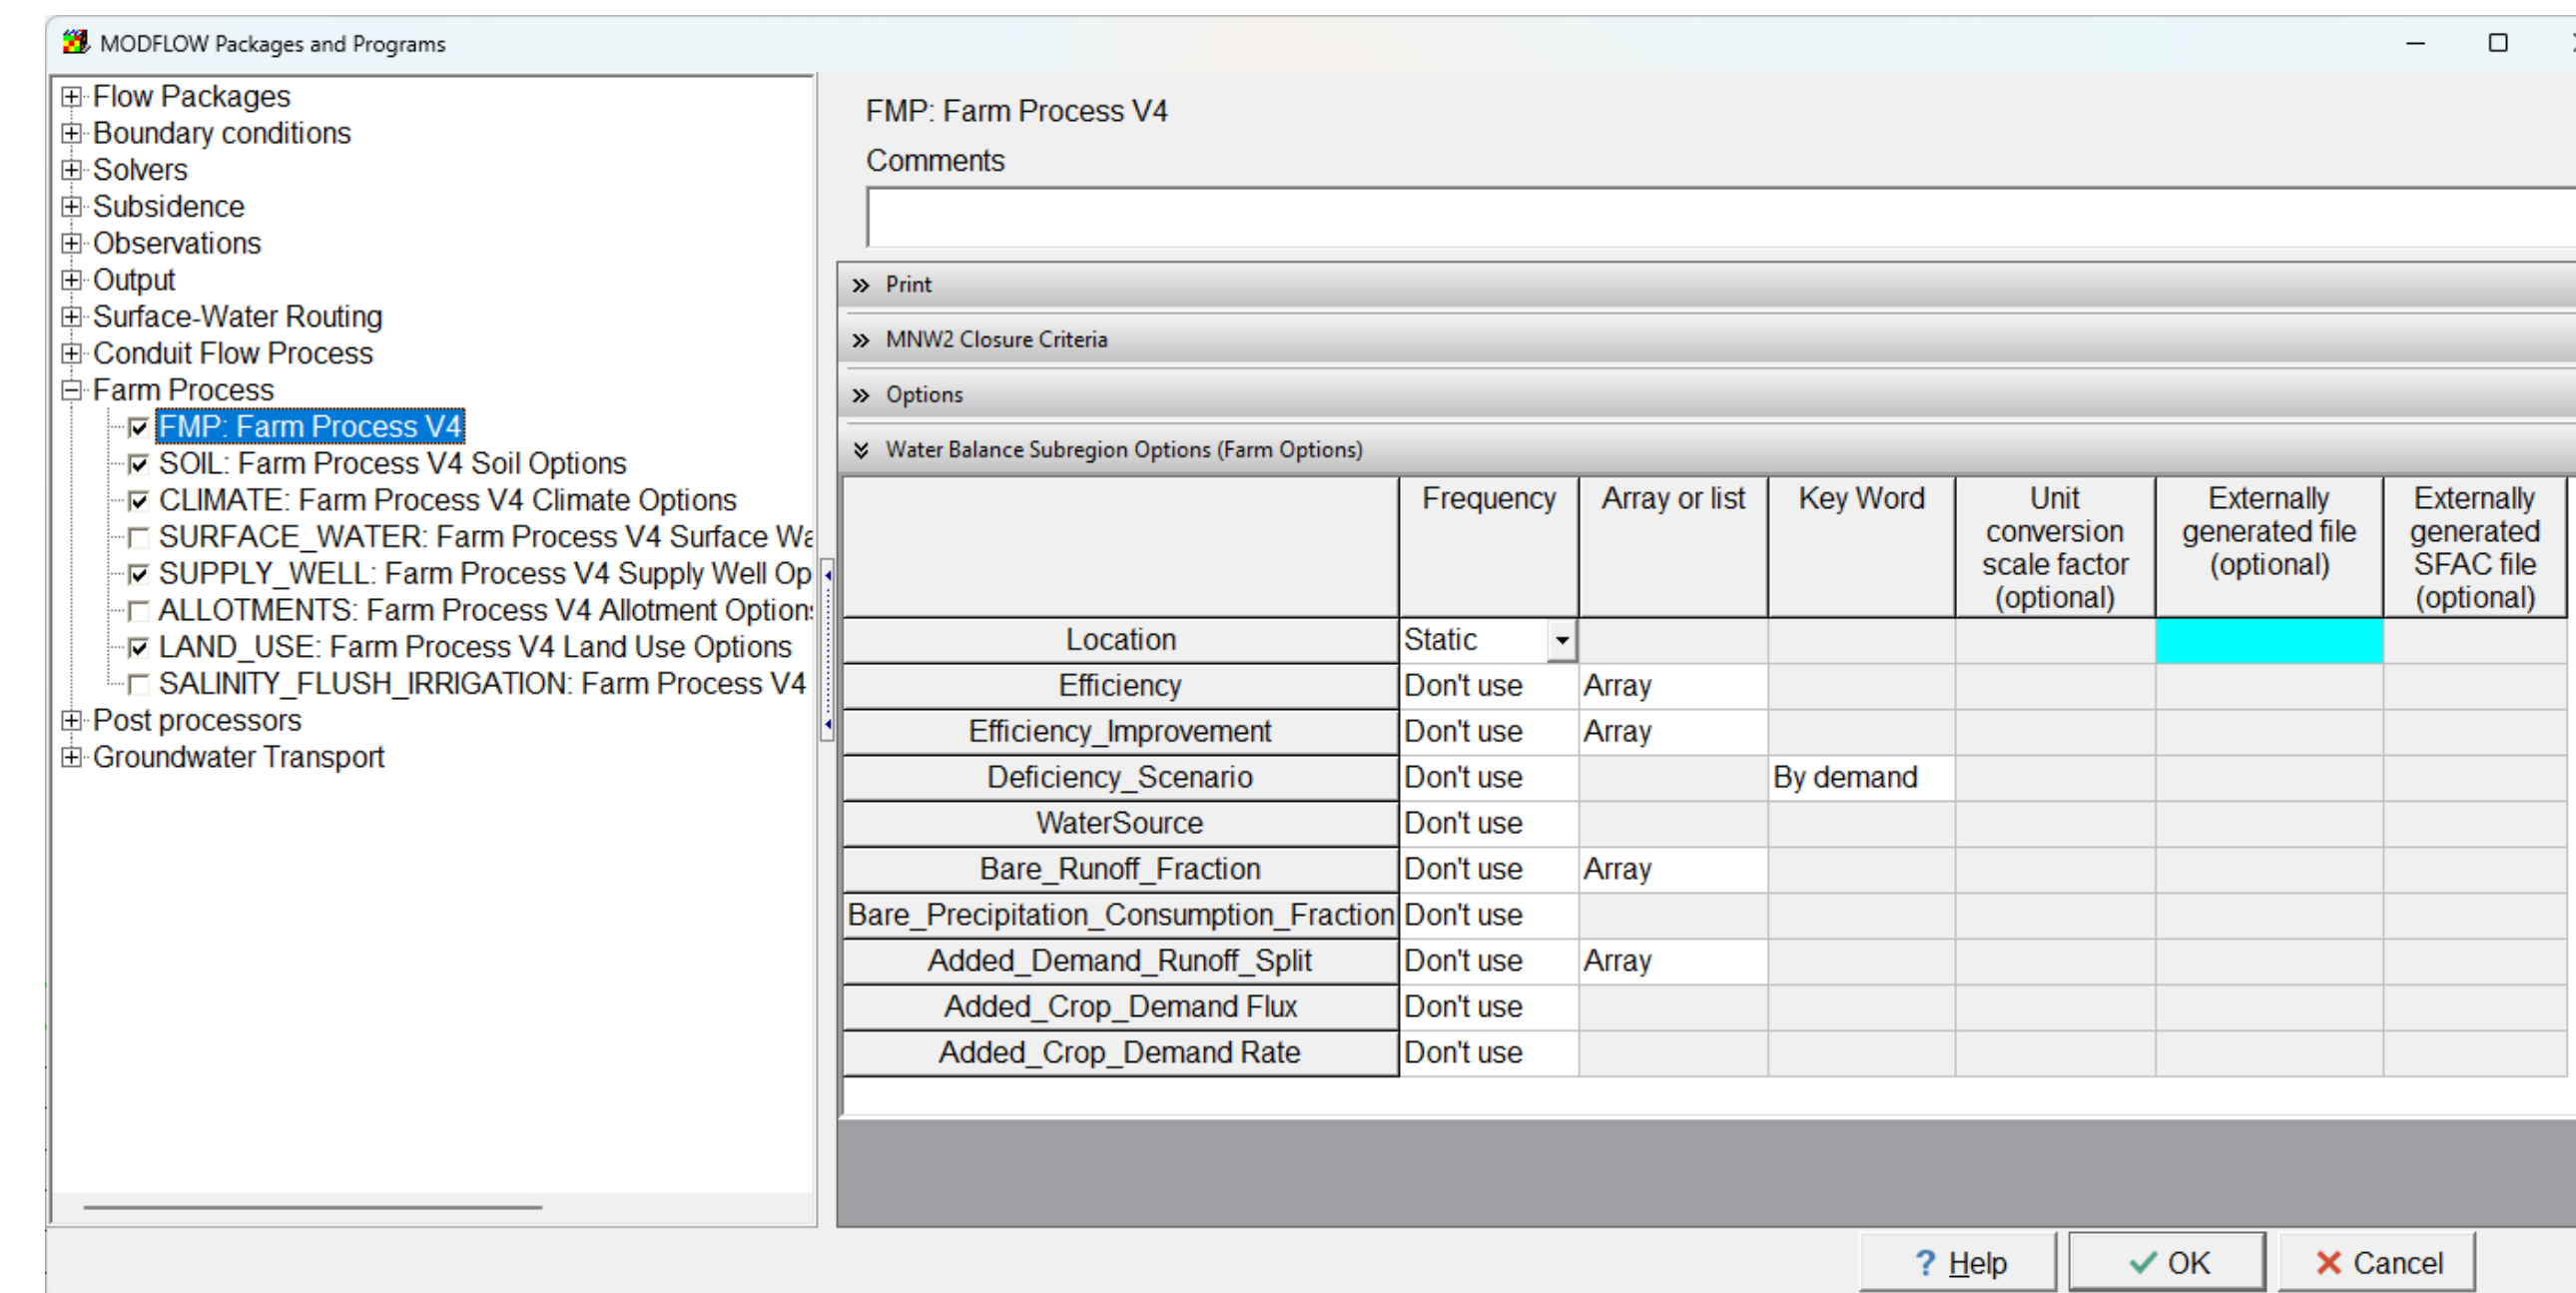 MODFLOW Packages and Programs
Flow Packages
Boundary conditions
Solvers
Subsidence
Observations
Output
Surface-Water Routing
Conduit Flow Process
Farm Process
FMP: Farm Process V4
SOIL: Farm Process V4 Soil Options
CLIMATE: Farm Process V4 Climate Options
SURFACE_WATER: Farm Process V4 Surface Wa
SUPPLY_WELL: Farm Process V4 Supply Well Op
ALLOTMENTS: Farm Process V4 Allotment Options
LAND_USE: Farm Process V4 Land Use Options
SALINITY_FLUSH_IRRIGATION: Farm Process V4
Post processors
Groundwater Transport
FMP: Farm Process V4
Comments
Print
MNW2 Closure Criteria
Options
Water Balance Subregion Options (Farm Options)
Frequency Array or list Key Word Unit Externally Externally
conversion generated file generated
scale factor (optional) SFAC file
(optional) (optional)
Location Static
Efficiency Don't use Array
Efficiency_Improvement Don't use Array
Deficiency_Scenario Don't use By demand
WaterSource Don't use
Bare_Runoff_Fraction Don't use Array
Bare_Precipitation_Consumption_Fraction Don't use
Added_Demand_Runoff_Split Don't use Array
Added_Crop_Demand Flux Don't use
Added_Crop_Demand Rate Don't use
? Help OK Cancel